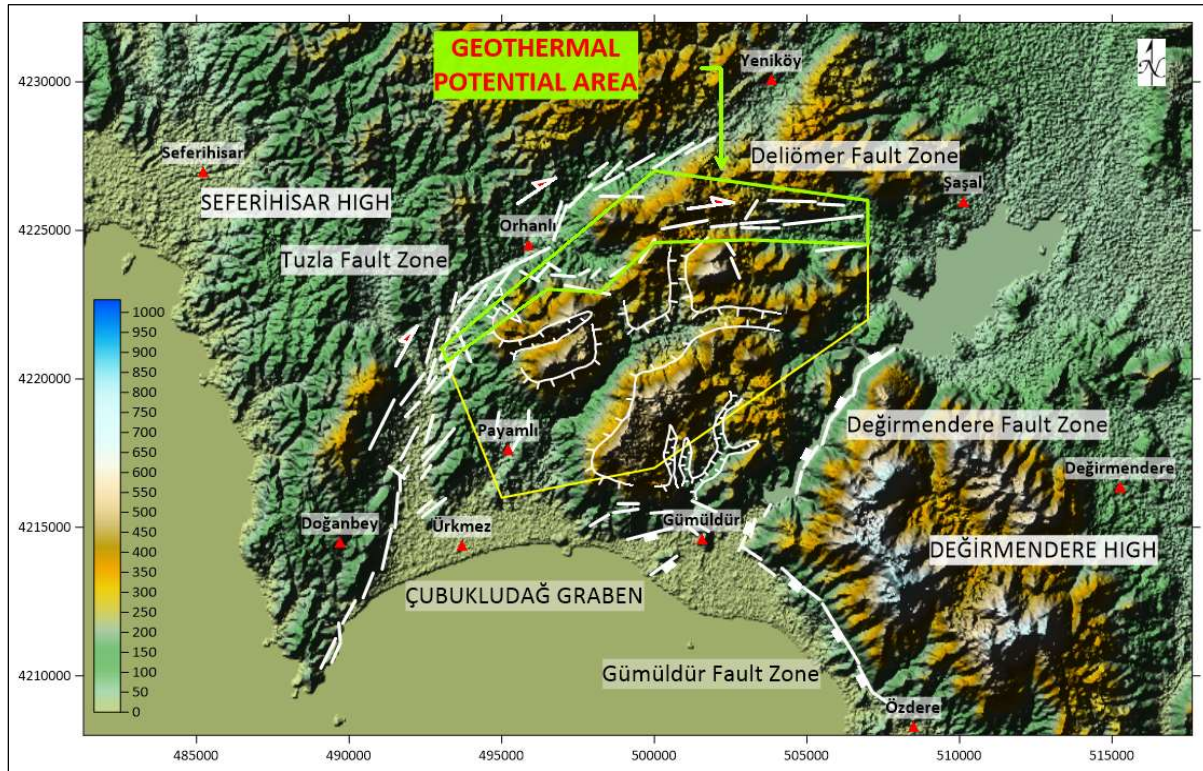 GEOTHERMAL
POTENTIAL AREA
Yeniköy
4230000
Seferihisar
Deliömer Fault Zone
SEFERİHİSAR HIGH
Şaşal
4225000
Orhanlı
Tuzla Fault Zone
1000
950
900
850
800
750
700
650
600
550
500
450
400
350
300
250
200
150
100
50
0
4220000
Payamlı
Değirmendere Fault Zone
Değirmendere
4215000
Doğanbey
Ürkmez
Gümüldür
DEĞİRMENDERE HIGH
ÇUBUKLUDAĞ GRABEN
4210000
Gümüldür Fault Zone
Özdere
485000 490000 495000 500000 505000 510000 515000